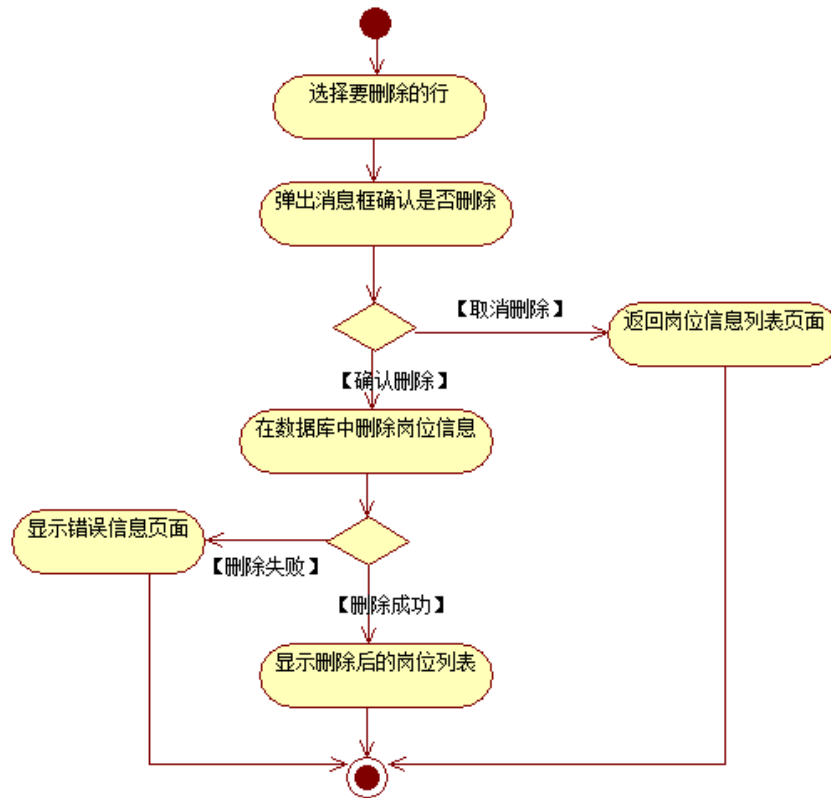 选择要删除的行
弹出消息框确认是否删除
【取消删除】
返回岗位信息列表页面
【确认删除】
在数据库中删除岗位信息
显示错误信息页面
【删除失败】
【删除成功】
显示删除后的岗位列表